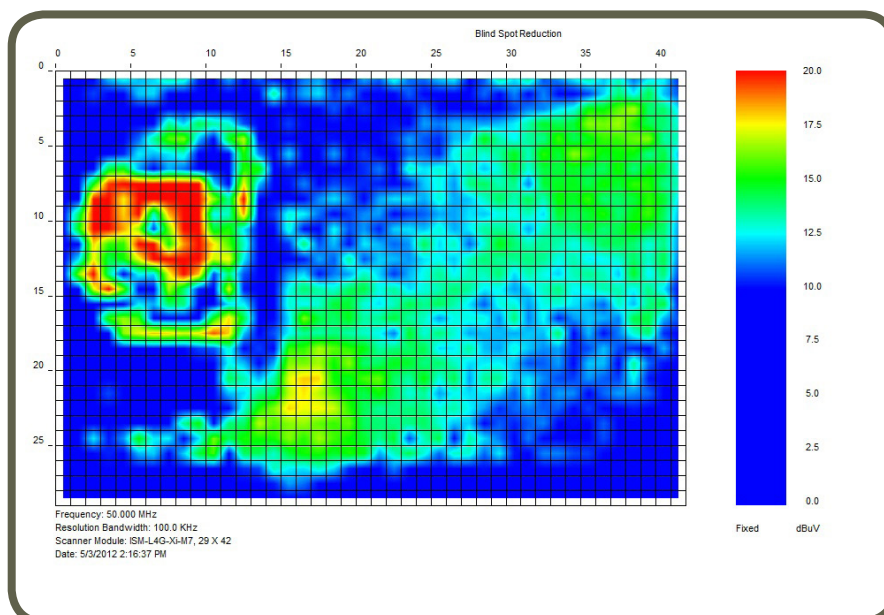 Blind Spot Reduction
0 5 10 15 20 25 30 35 40
0
5
10
15
20
25
20.0
17.5
15.0
12.5
10.0
7.5
5.0
2.5
0.0
Fixed dBuV
Frequency: 50.000 MHz
Resolution Bandwidth: 100.0 KHz
Scanner Module: ISM-L4G-Xi-M7, 29 X 42
Date: 5/3/2012 2:16:37 PM